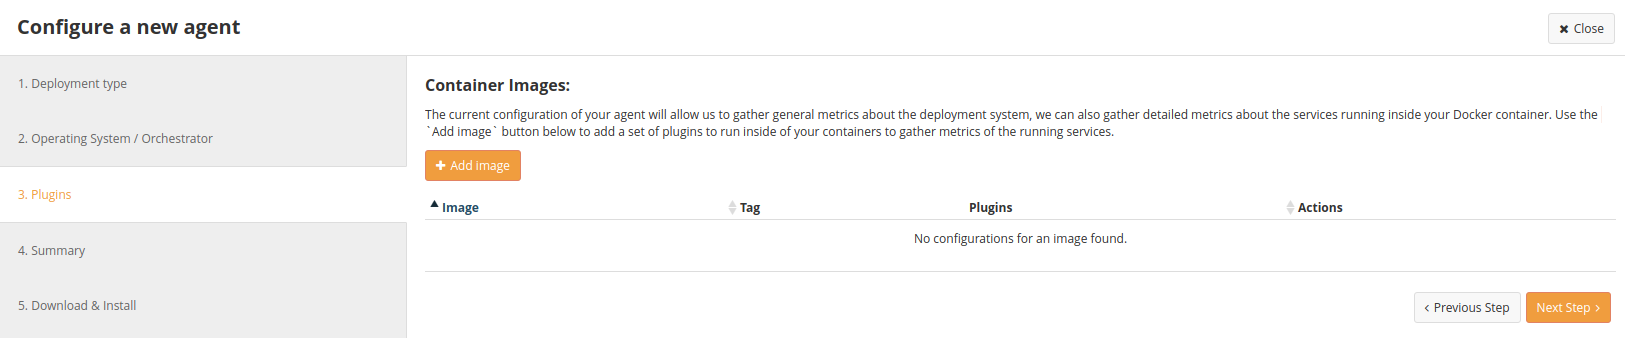 Configure a new agent
Close
1. Deployment type
2. Operating System / Orchestrator
3. Plugins
4. Summary
5. Download & Install
Container Images:
The current configuration of your agent will allow us to gather general metrics about the deployment system, we can also gather detailed metrics about the services running inside your Docker container. Use the
`Add image` button below to add a set of plugins to run inside of your containers to gather metrics of the running services.
Add image
Image Tag Plugins Actions
No configurations for an image found.
Previous Step Next Step